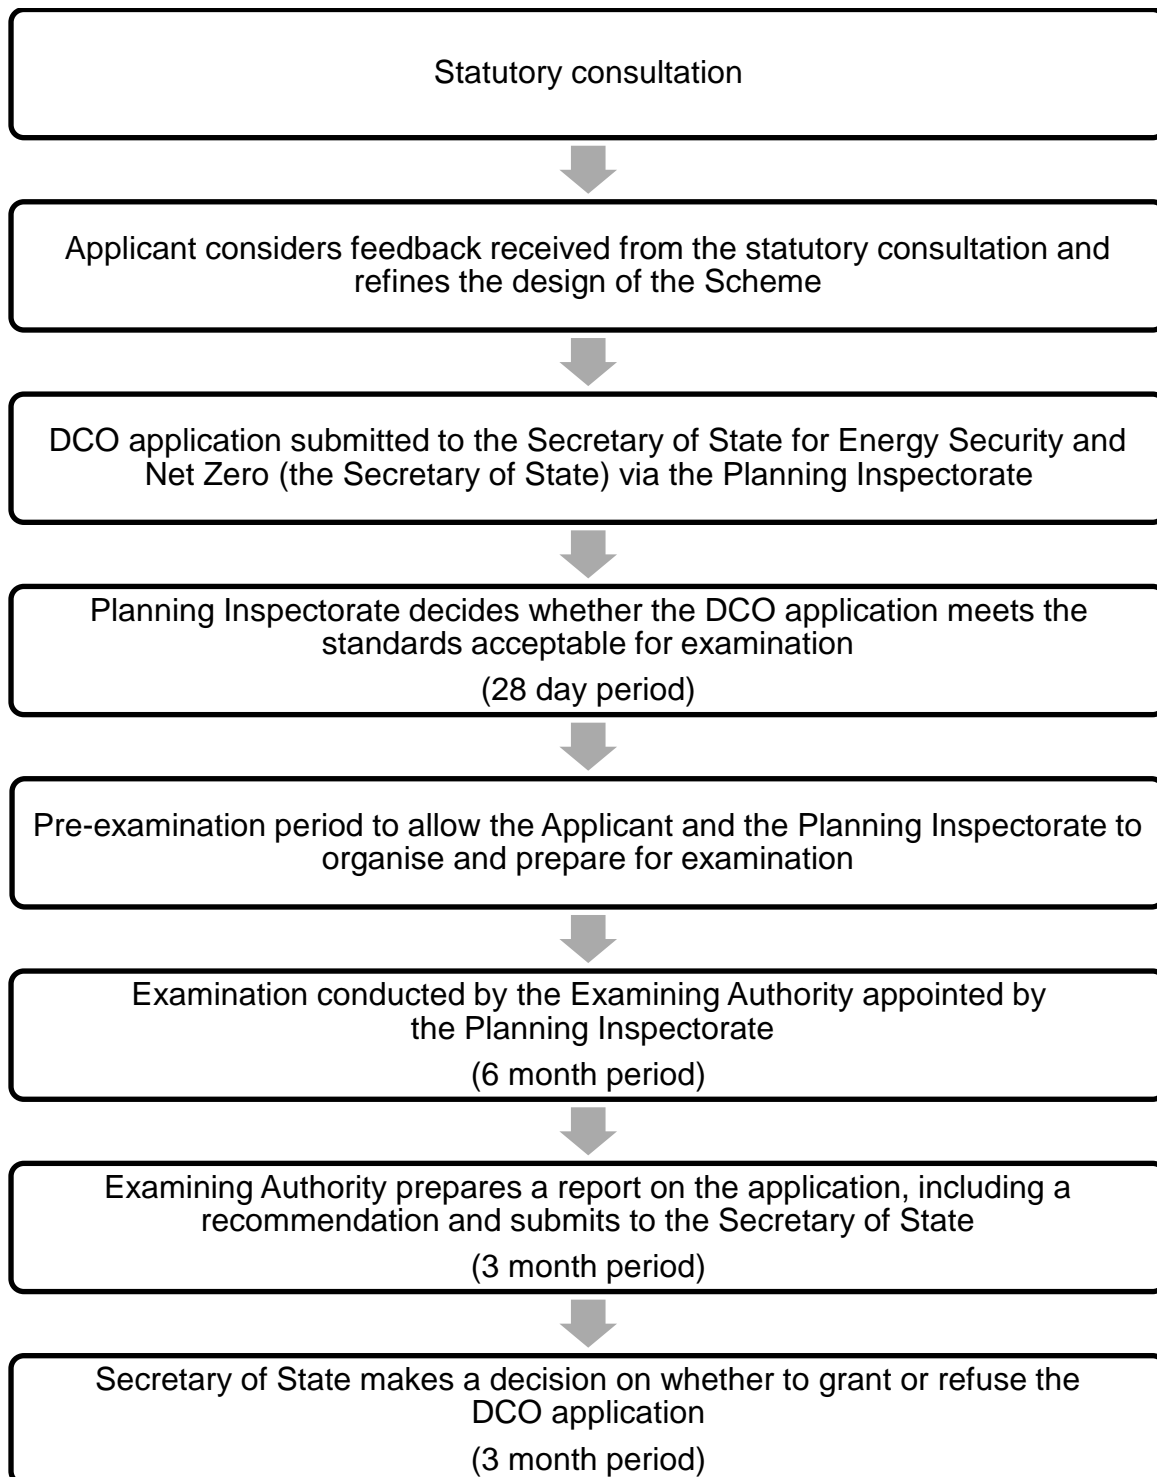 Statutory consultation
Applicant considers feedback received from the statutory consultation and
refines the design of the Scheme
DCO application submitted to the Secretary of State for Energy Security and
Net Zero (the Secretary of State) via the Planning Inspectorate
Planning Inspectorate decides whether the DCO application meets the
standards acceptable for examination
(28 day period)
Pre-examination period to allow the Applicant and the Planning Inspectorate to
organise and prepare for examination
Examination conducted by the Examining Authority appointed by
the Planning Inspectorate
(6 month period)
Examining Authority prepares a report on the application, including a
recommendation and submits to the Secretary of State
(3 month period)
Secretary of State makes a decision on whether to grant or refuse the
DCO application
(3 month period)